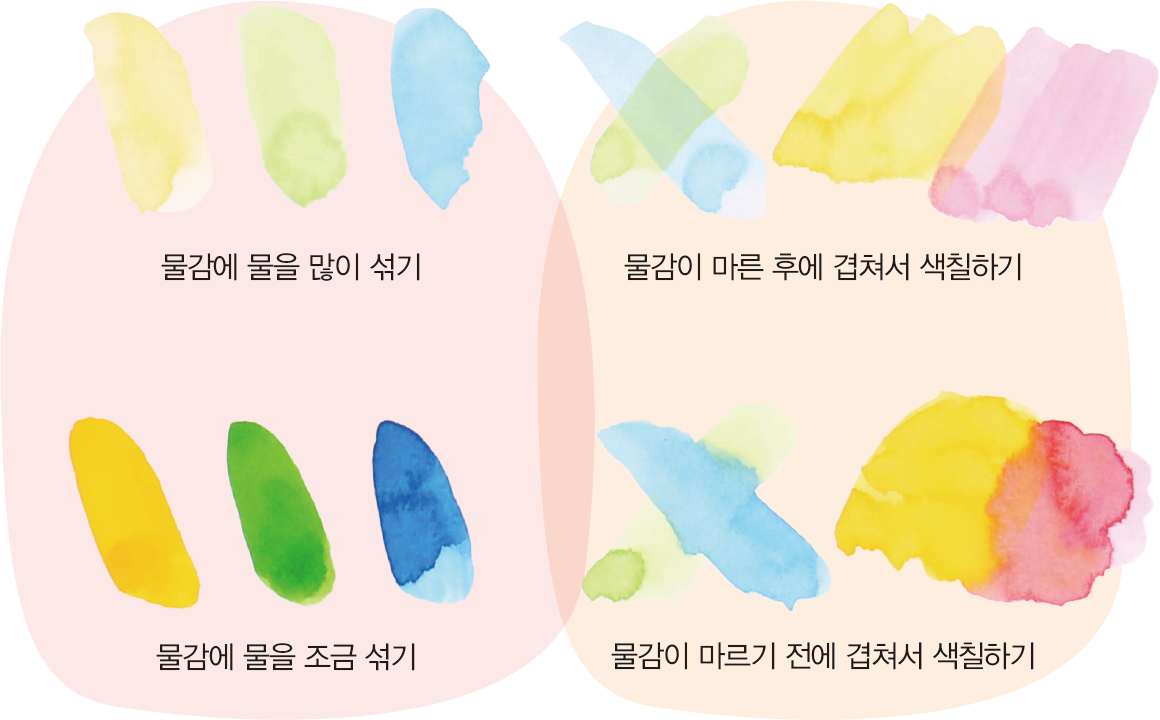 물감에 물을 많이 섞기
물감이 마른 후에 겹쳐서 색칠하기
물감에 물을 조금 섞기
물감이 마르기 전에 겹쳐서 색칠하기